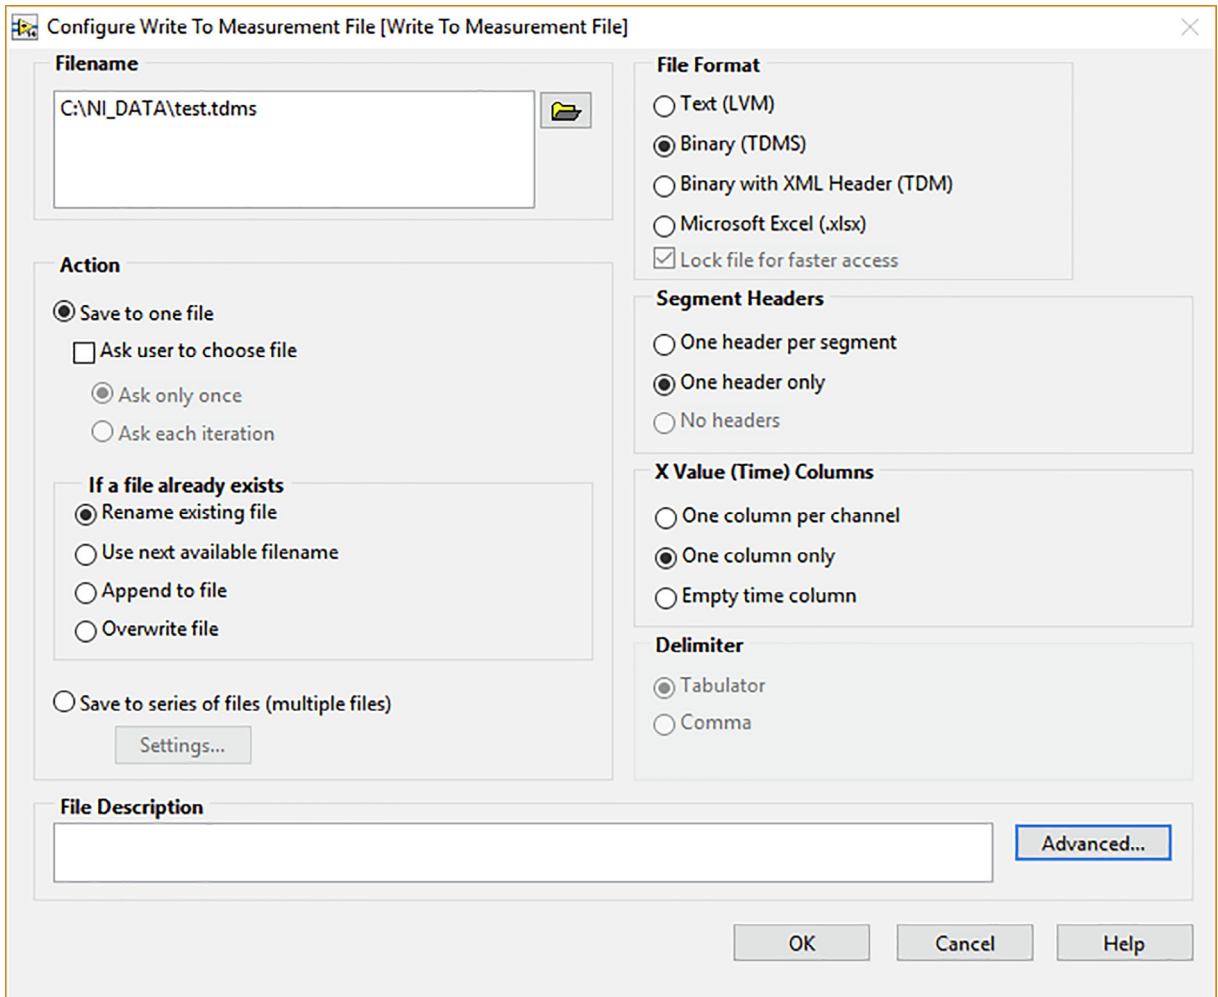 Configure Write To Measurement File [Write To Measurement File]
Filename
C:\NI_DATA\test.tdms
Action
Save to one file
Ask user to choose file
Ask only once
Ask each iteration
If a file already exists
Rename existing file
Use next available filename
Append to file
Overwrite file
Save to series of files (multiple files)
Settings...
File Format
Text (LVM)
Binary (TDMS)
Binary with XML Header (TDM)
Microsoft Excel (.xlsx)
Lock file for faster access
Segment Headers
One header per segment
One header only
No headers
X Value (Time) Columns
One column per channel
One column only
Empty time column
Delimiter
Tabulator
Comma
File Description
Advanced...
OK
Cancel
Help